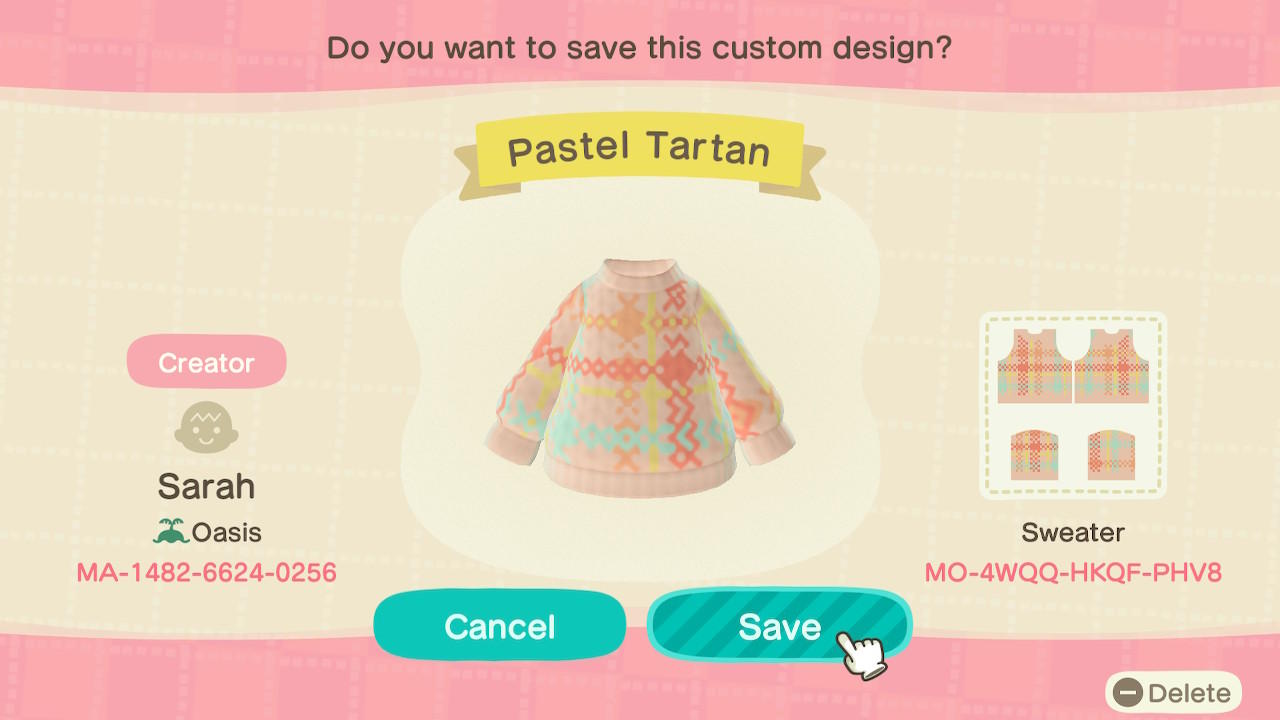 Do you want to save this custom design?
Pastel Tartan
Creator
Sarah
Oasis
MA-1482-6624-0256
Sweater
MO-4WQQ-HKQF-PHV8
Cancel
Save
Delete